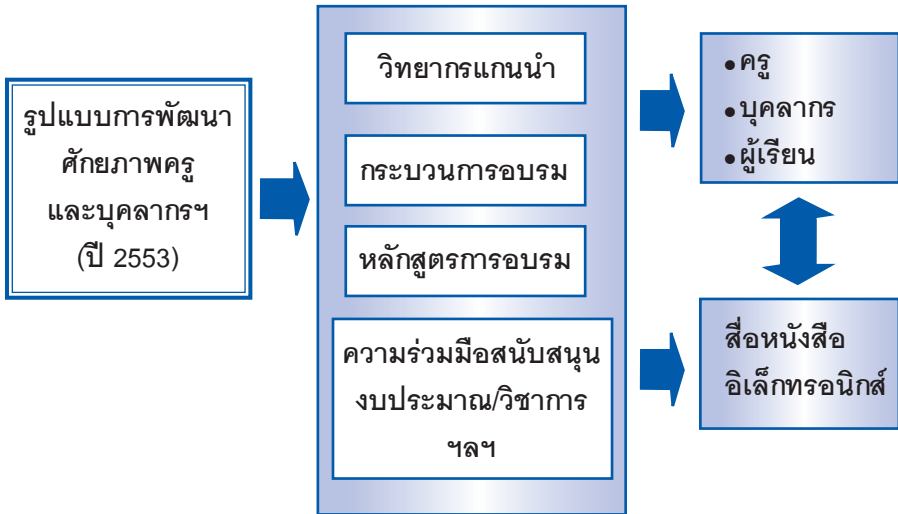 รูปแบบการพัฒนา
ศักยภาพครู
และบุคลากรฯ
(ปี 2553)
วิทยากรแกนนำ
กระบวนการอบรม
หลักสูตรการอบรม
ความร่วมมือสนับสนุน
งบประมาณ/วิชาการ
ฯลฯ
•ครู
•บุคลากร
•ผู้เรียน
สื่อหนังสือ
อิเล็กทรอนิกส์